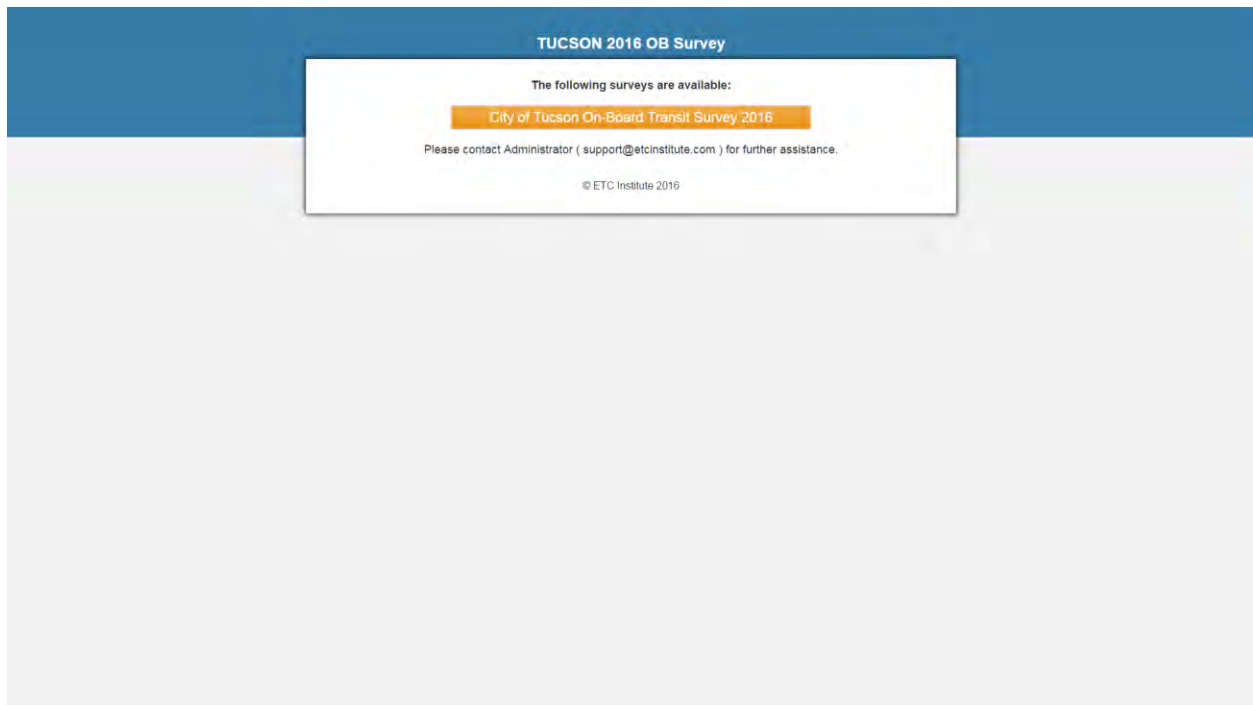 TUCSON 2016 OB Survey
The following surveys are available:
City of Tucson On-Board Transit Survey 2016
Please contact Administrator ( support@etcinstitute.com ) for further assistance.
© ETC Institute 2016